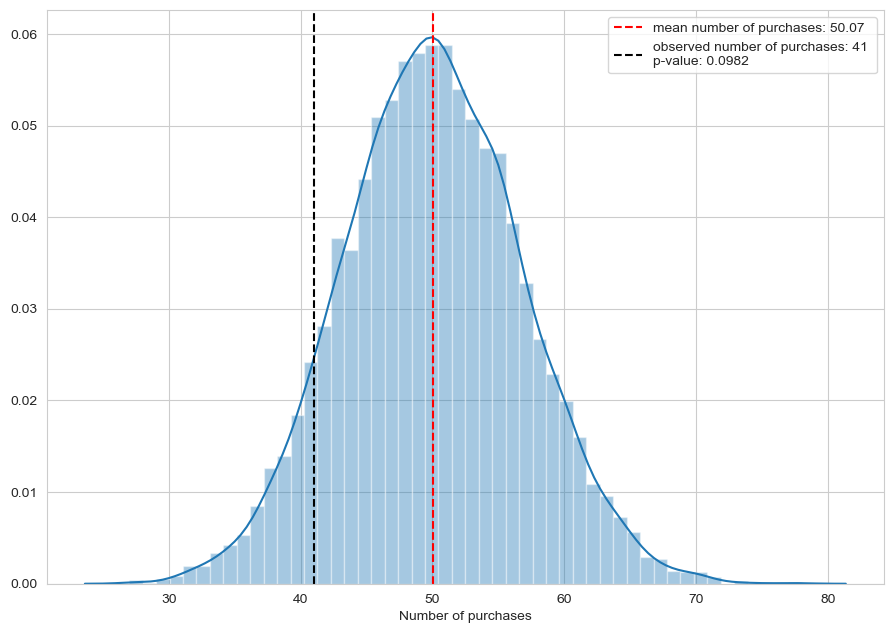 mean number of purchases: 50.07
observed number of purchases: 41
p-value: 0.0982
0.06
0.05
0.04
0.03
0.02
0.01
0.00
30 40 50 60 70 80
Number of purchases